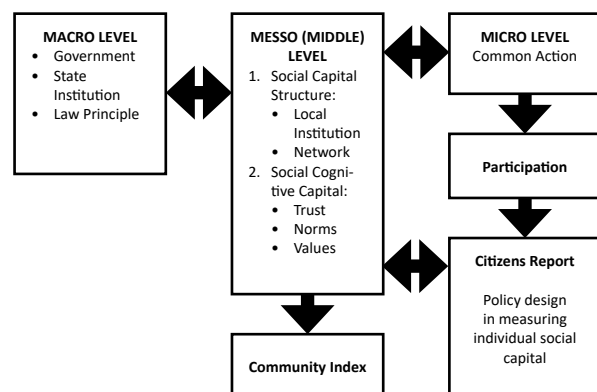 MACRO LEVEL
• Government
• State
Institution
• Law Principle
MESSO (MIDDLE)
LEVEL
1. Social Capital
Structure:
• Local
Institution
• Network
2. Social Cogni-
tive Capital:
• Trust
• Norms
• Values
MICRO LEVEL
Common Action
Participation
Citizens Report
Policy design
in measuring
individual social
capital
Community Index